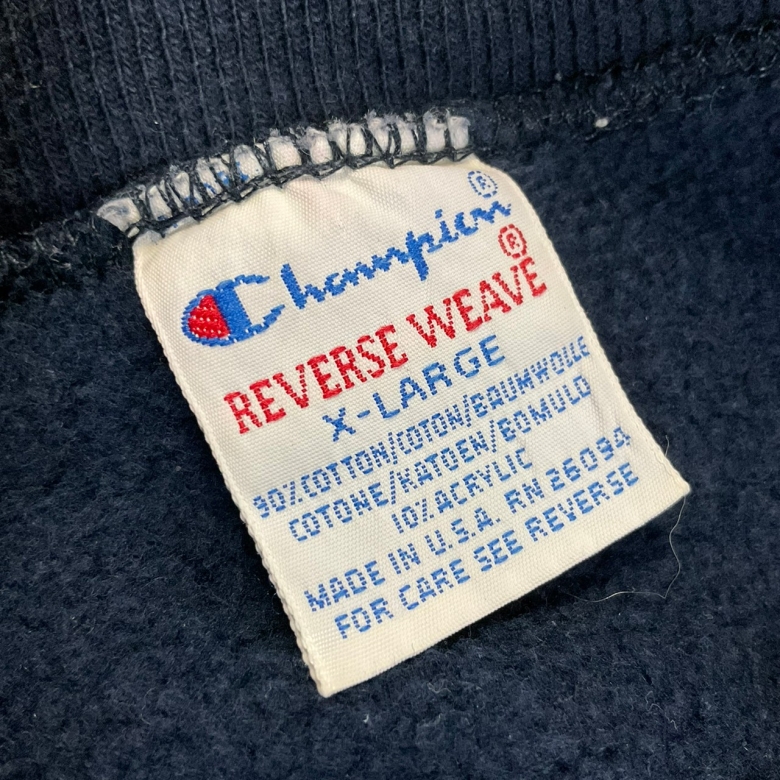 Champion®
REVERSE WEAVE®
X-LARGE
90%COTTON/COTON/BAUMWOLLE
COTONE/KATOEN/BOMULD
10%ACRYLIC
MADE IN U.S.A. RN 26094
FOR CARE SEE REVERSE